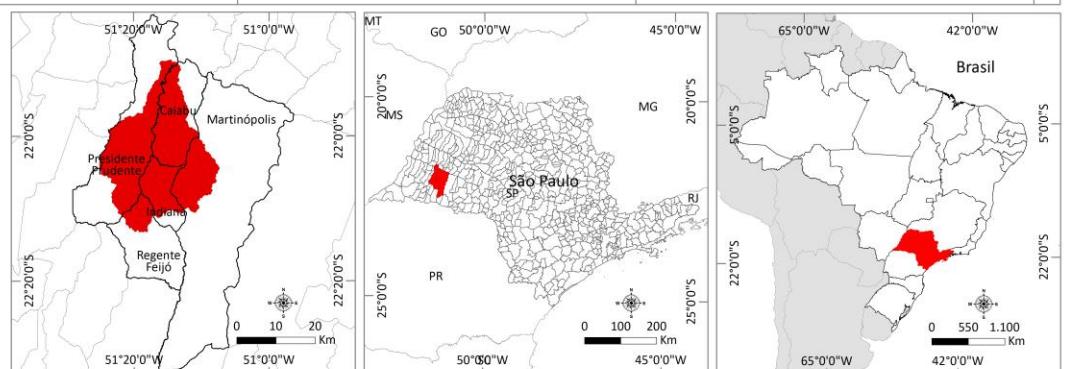 51°20'0"W
51°0'0"W
22°0'0"S
22°0'0"S
Caiabu
Martinópolis
Presidente
Prudente
Indiana
Regente
Feijó
22°20'0"S
22°20'0"S
0 10 20
Km
51°20'0"W
51°0'0"W
MT
GO
50°0'0"W
45°0'0"W
20°0'0"S
20°0'0"S
MS
MG
São Paulo
SP
RJ
PR
25°0'0"S
25°0'0"S
0 100 200
Km
45°0'0"W
65°0'0"W
42°0'0"W
Brasil
5°0'0"S
5°0'0"S
22°0'0"S
22°0'0"S
0 550 1.100
Km
65°0'0"W
42°0'0"W